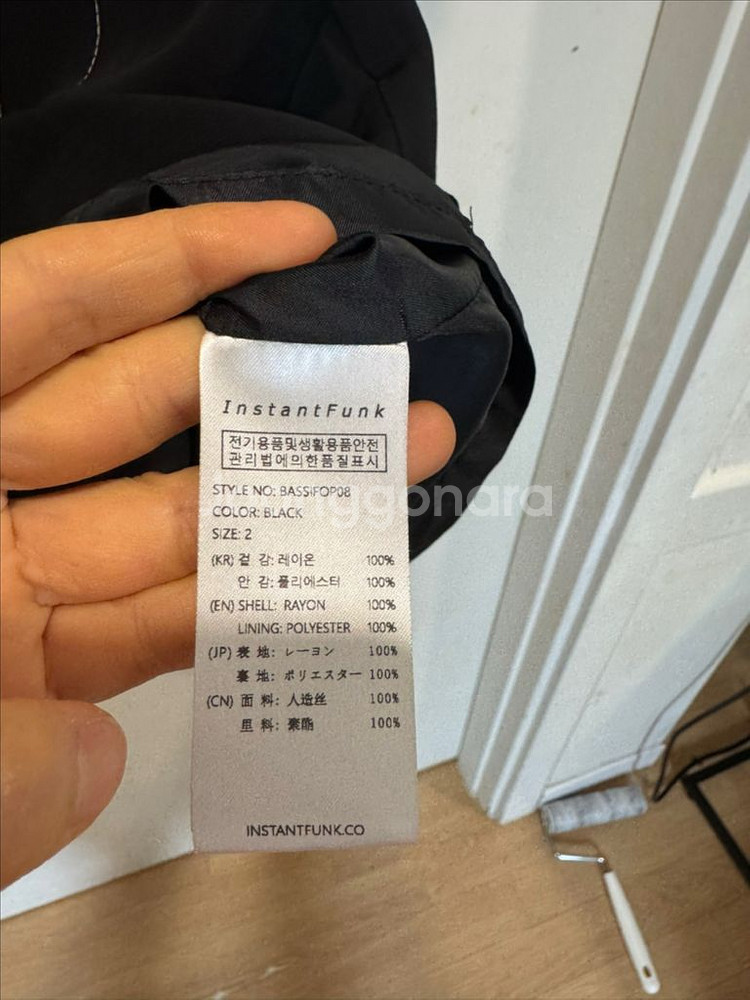 InstantFunk
전기용품및생활용품안전
관리법에의한품질표시
STYLE NO: BASSIFOP08
COLOR: BLACK
SIZE: 2
(KR) 겉 감: 레이온 100%
안 감: 폴리에스터 100%
(EN) SHELL: RAYON 100%
LINING: POLYESTER 100%
(JP) 表 地: レーヨン 100%
裏 地: ポリエスター 100%
(CN) 面 料: 人造丝 100%
里 料: 聚酯 100%
INSTANTFUNK.CO